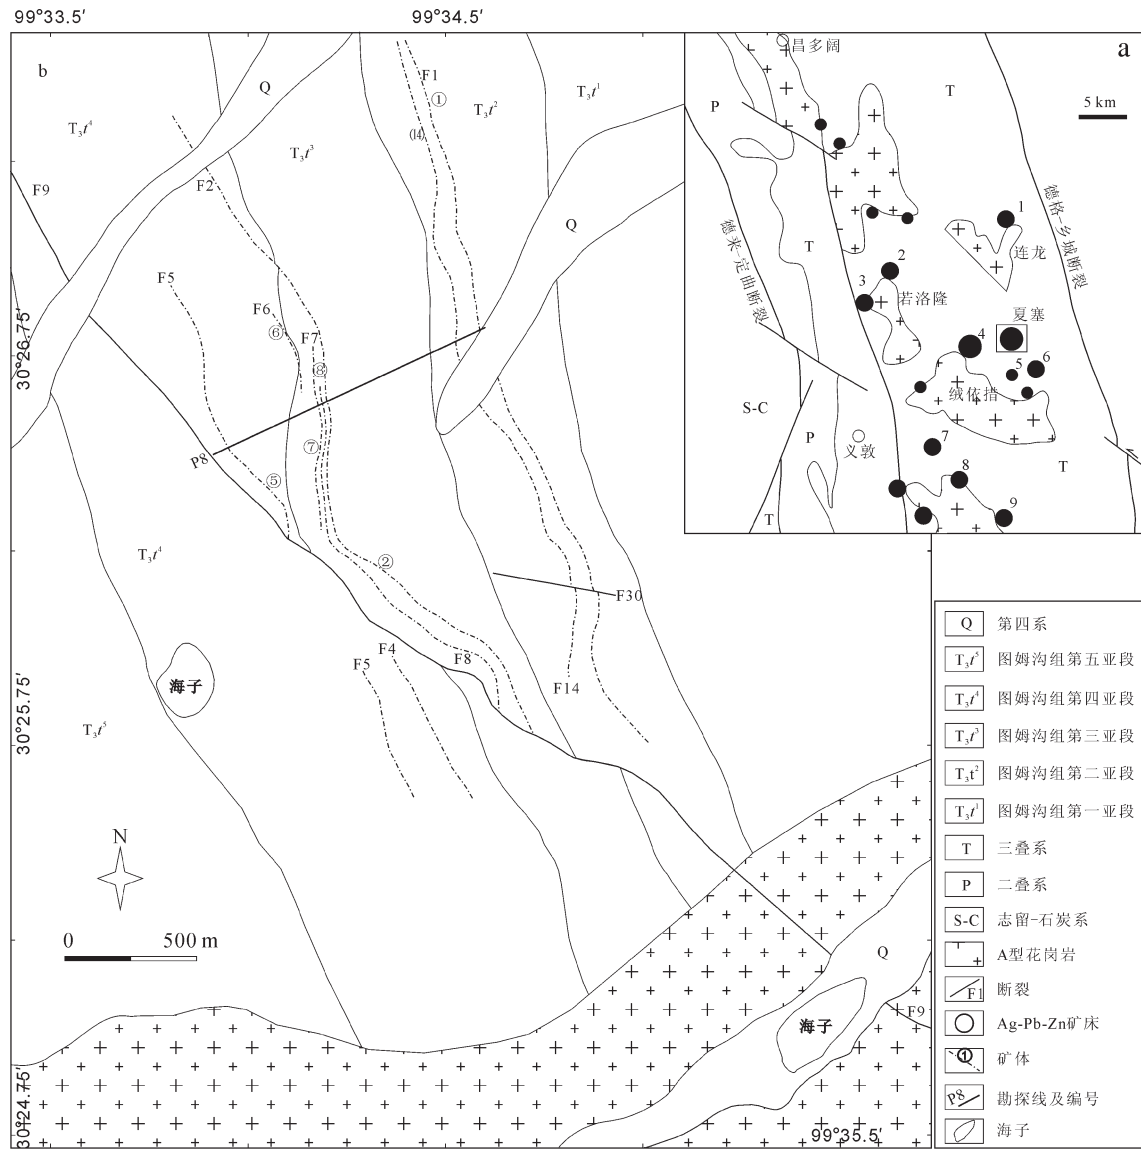 99°33.5′
99°34.5′
b
Q
F1
①
T₃t¹
T₃t²
T₃t⁴
⒁
T₃t³
F9
F2
Q
F5
F6
⑥
F7
⑧
30°26.75′
P8
⑦
⑤
T₃t⁴
②
F30
F4
F5
F8
F14
海子
30°25.75′
T₃t⁵
N
0
500 m
Q
海子
F9
30°24.75′
99°35.5′
昌多阔
a
P
T
5 km
德格-乡城断裂
1
连龙
德来-定曲断裂
T
2
3
若洛隆
夏塞
4
5
6
绒依措
S-C
P
义敦
7
T
8
9
T
Q
第四系
T₃t⁵
图姆沟组第五亚段
T₃t⁴
图姆沟组第四亚段
T₃t³
图姆沟组第三亚段
T₃t²
图姆沟组第二亚段
T₃t¹
图姆沟组第一亚段
T
三叠系
P
二叠系
S-C
志留-石炭系
A型花岗岩
F1
断裂
Ag-Pb-Zn矿床
①
矿体
P8
勘探线及编号
海子